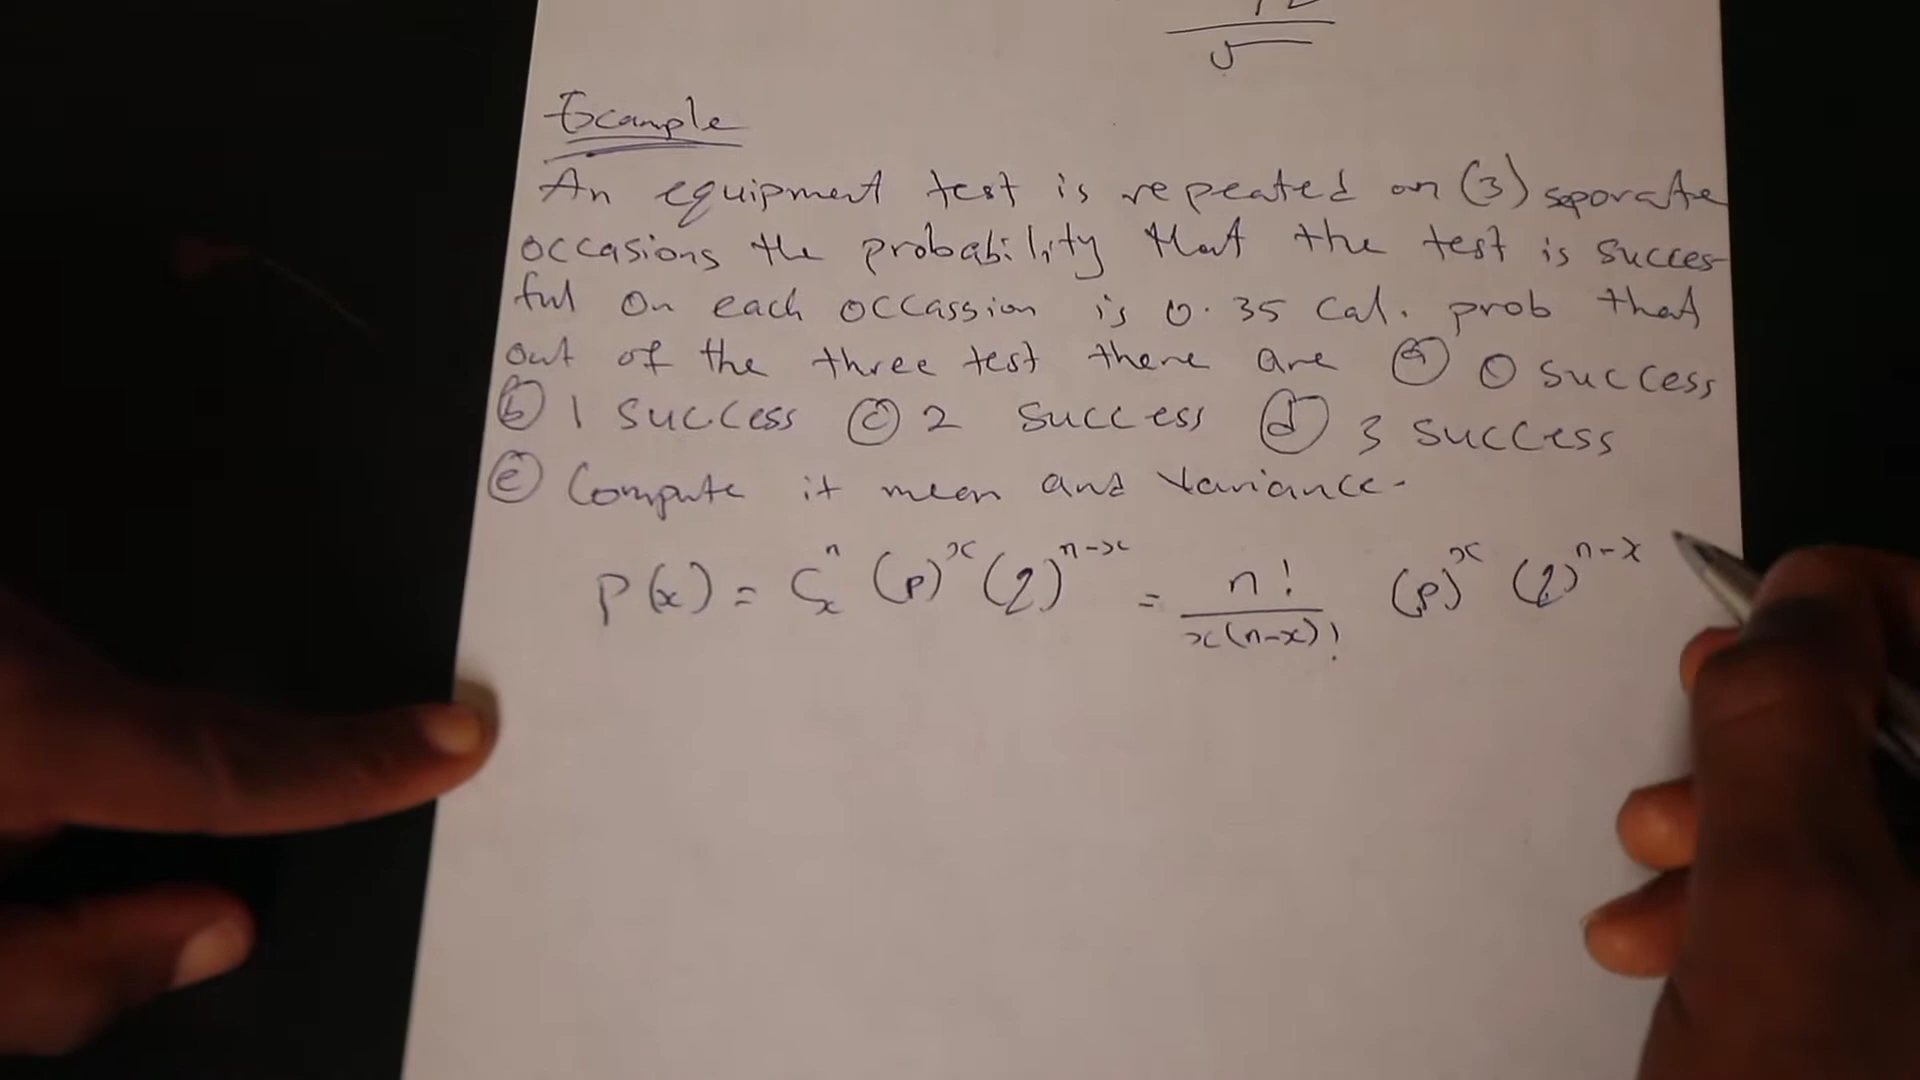 √
Example
An equipment test is repeated on (3) separate
occasions the probability that the test is succes-
ful on each occassion is 0.35 Cal. prob that
out of the three test there are (a) 0 success
(b) 1 success (c) 2 success (d) 3 success
(e) Compute it mean and variance.
P(x) = C^n_x (p)^x (q)^{n-x} = n! / x(n-x)! (p)^x (q)^{n-x}